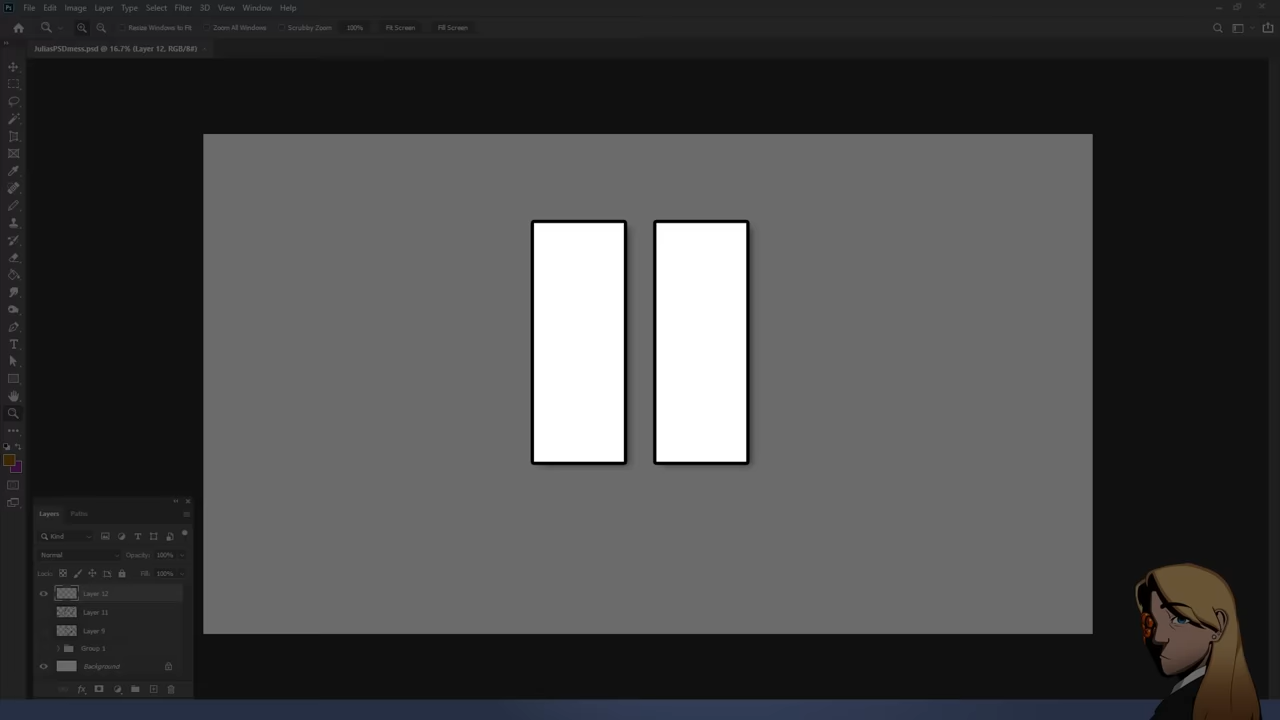 Ps File Edit Image Layer Type Select Filter 3D View Window Help
Resize Windows to Fit Zoom All Windows Scrubby Zoom 100% Fit Screen Fill Screen
JuliasPSDmess.psd @ 16.7% (Layer 12, RGB/8#)
Layers Paths
Kind
Normal Opacity: 100%
Lock: Fill: 100%
Layer 12
Layer 11
Layer 9
Group 1
Background
fx